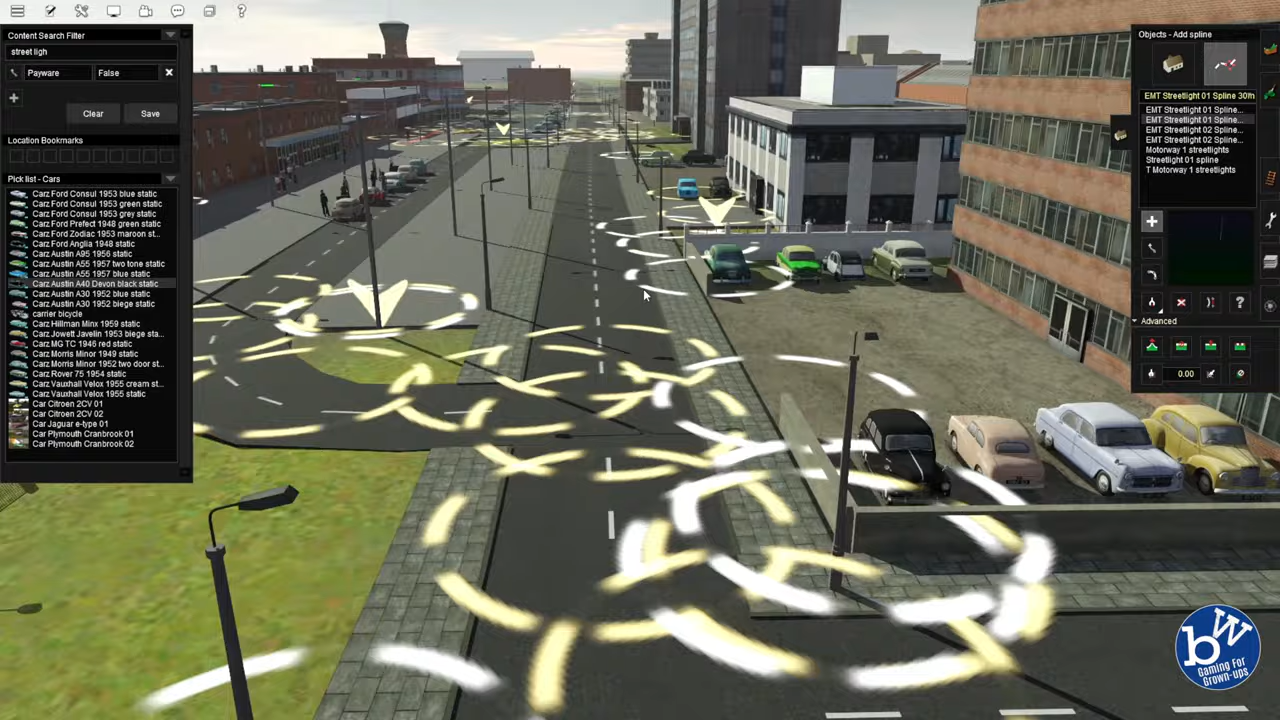 Content Search Filter
street ligh
Payware False
Clear Save
Location Bookmarks
Pick list - Cars
Carz Ford Consul 1953 blue static
Carz Ford Consul 1953 green static
Carz Ford Consul 1953 grey static
Carz Ford Prefect 1948 green static
Carz Ford Zodiac 1953 maroon st...
Carz Ford Anglia 1948 static
Carz Austin A95 1956 static
Carz Austin A55 1957 two tone static
Carz Austin A55 1957 blue static
Carz Austin A40 Devon black static
Carz Austin A30 1952 blue static
Carz Austin A30 1952 biege static
carrier bicycle
Carz Hillman Minx 1959 static
Carz Jowett Javelin 1953 biege sta...
Carz MG TC 1946 red static
Carz Morris Minor 1949 static
Carz Morris Minor 1952 two door st...
Carz Rover 75 1954 static
Carz Vauxhall Velox 1955 cream st...
Carz Vauxhall Velox 1955 static
Car Citroen 2CV 01
Car Citroen 2CV 02
Car Jaguar e-type 01
Car Plymouth Cranbrook 01
Car Plymouth Cranbrook 02
Objects - Add spline
EMT Streetlight 01 Spline 30m
EMT Streetlight 01 Spline...
EMT Streetlight 01 Spline...
EMT Streetlight 02 Spline...
EMT Streetlight 02 Spline...
Motorway 1 streetlights
Streetlight 01 spline
T Motorway 1 streetlights
Advanced
0.00
bW
Gaming For
Grown-ups